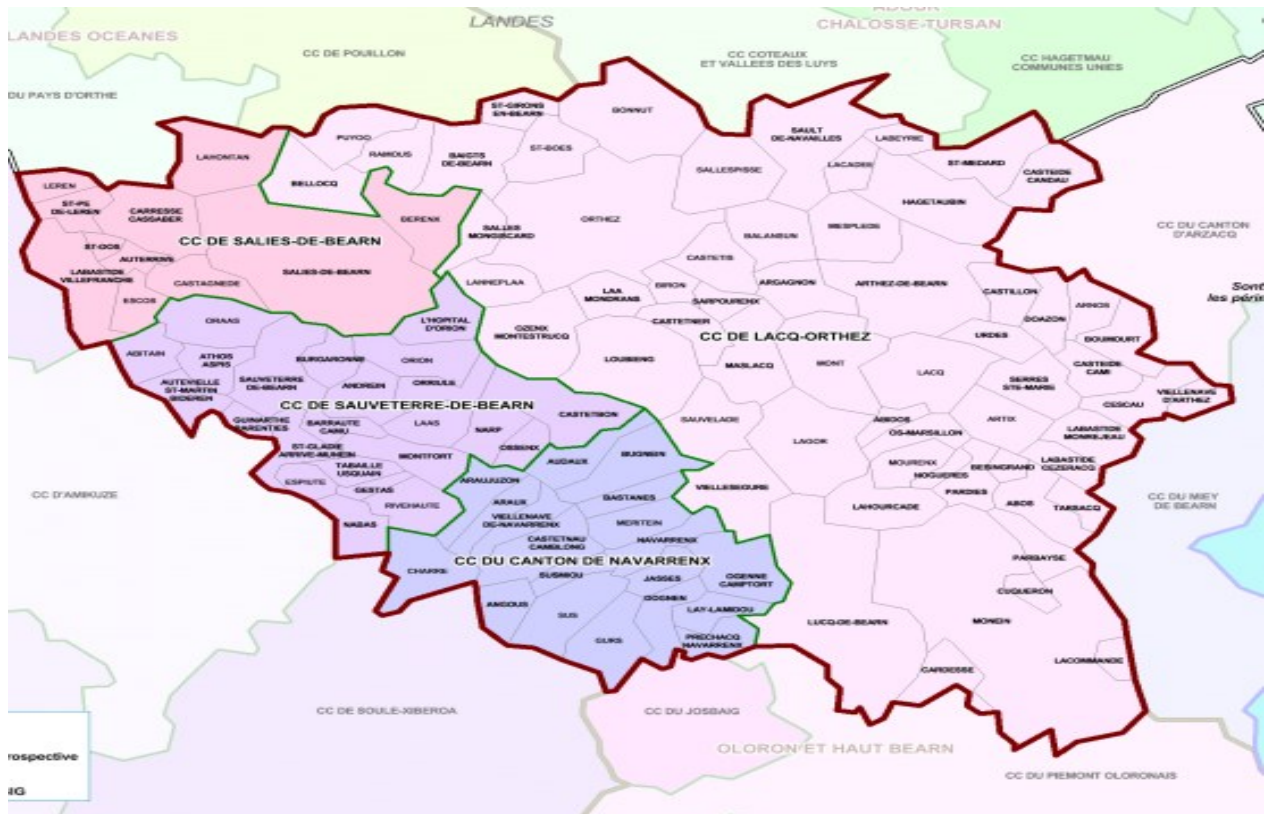 LANDES
ADOUR
CHALOSSE-TURSAN
LANDES OCEANES
CC DE POUILLON
CC COTEAUX
ET VALLEES DES LUYS
CC HAGETMAU
COMMUNES UNIES
DU PAYS D'ORTHE
ST-GIRONS
EN-BEARN
BONNUT
PUYOO
RAMOUS
BAIGTS
DE-BEARN
ST-BOES
SAULT
DE-NAVAILLES
LABEYRIE
LACADEE
ST-MEDARD
CASTEIDE
CANDAU
LAHONTAN
BELLOCQ
SALLESPISSE
HAGETAUBIN
LEREN
ST-PE
DE-LEREN
CARRESSE
CASSABER
BERENX
SALLES
MONGISCARD
ORTHEZ
BALANSUN
MESPLEDE
CC DU CANTON
D'ARZACQ
CC DE SALIES-DE-BEARN
ST-DOS
AUTERRIVE
LABASTIDE
VILLEFRANCHE
ESCOS
CASTAGNEDE
SALIES-DE-BEARN
CASTETIS
LANNEPLAA
LAA
MONDRANS
BIRON
SARPOURENX
ARGAGNON
ARTHEZ-DE-BEARN
CASTILLON
DOAZON
ARNOS
Sont
les périm
ORAAS
L'HOPITAL
D'ORION
OZENX
MONTESTRUCQ
CASTETNER
CC DE LACQ-ORTHEZ
URDES
BOUMOURT
ABITAIN
ATHOS
ASPIS
BURGARONNE
ORION
LOUBIENG
MASLACQ
MONT
LACQ
CASTEIDE
CAMI
SERRES
STE-MARIE
VIELLENAVE
D'ARTHEZ
AUTEVIELLE
ST-MARTIN
BIDEREN
SAUVETERRE
DE-BEARN
ANDREIN
ORRIULE
CESCAU
CC DE SAUVETERRE-DE-BEARN
CASTETBON
GUINARTHE
PARENTIES
BARRAUTE
CAMU
LAAS
NARP
SAUVELADE
ABIDOS
OS-MARSILLON
ARTIX
LABASTIDE
MONREJEAU
LAGOR
ST-GLADIE
ARRIVE-MUNEIN
MONTFORT
OSSENX
AUDAUX
BUGNEIN
MOURENX
NOGUERES
BESINGRAND
LABASTIDE
CEZERACQ
TABAILLE
USQUAIN
ESPIUTE
GESTAS
RIVEHAUTE
ARAUJUZON
ARAUX
BASTANES
VIELLESEGURE
LAHOURCADE
PARDIES
ABOS
TARSACQ
CC D'AMIKUZE
CC DU MIEY
DE BEARN
NABAS
VIELLENAVE
DE-NAVARRENX
MERITEIN
CASTETNAU
CAMBLONG
NAVARRENX
CC DU CANTON DE NAVARRENX
CHARRE
SUSMIOU
JASSES
OGENNE
CAMPTORT
PARBAYSE
CUQUERON
ANGOUS
SUS
DOGNEN
LAY-LAMIDOU
LUCQ-DE-BEARN
MONEIN
GURS
PRECHACQ
NAVARRENX
CARDESSE
LACOMMANDE
CC DE SOULE-XIBEROA
CC DU JOSBAIG
OLORON ET HAUT BEARN
CC DU PIEMONT OLORONAIS
rospective
SIG